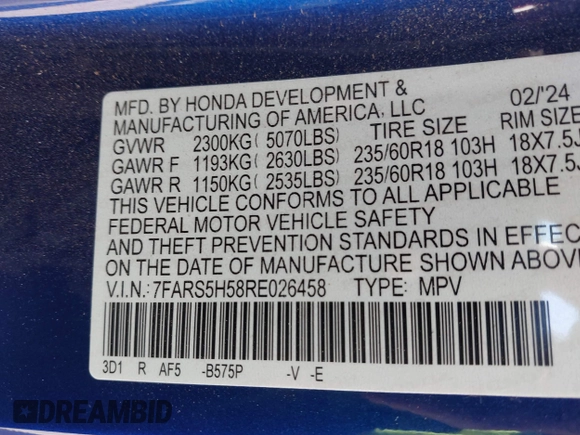 MFD. BY HONDA DEVELOPMENT & 02/'24
MANUFACTURING OF AMERICA, LLC
GVWR 2300KG ( 5070LBS) TIRE SIZE RIM SIZE
GAWR F 1193KG ( 2630LBS) 235/60R18 103H 18X7.5J
GAWR R 1150KG ( 2535LBS) 235/60R18 103H 18X7.5J
THIS VEHICLE CONFORMS TO ALL APPLICABLE
FEDERAL MOTOR VEHICLE SAFETY
AND THEFT PREVENTION STANDARDS IN EFFEC
ON THE DATE OF MANUFACTURE SHOWN ABOVE
V.I.N.: 7FARS5H58RE026458 TYPE: MPV
3D1 R AF5 -B575P -V -E
DREAMBID